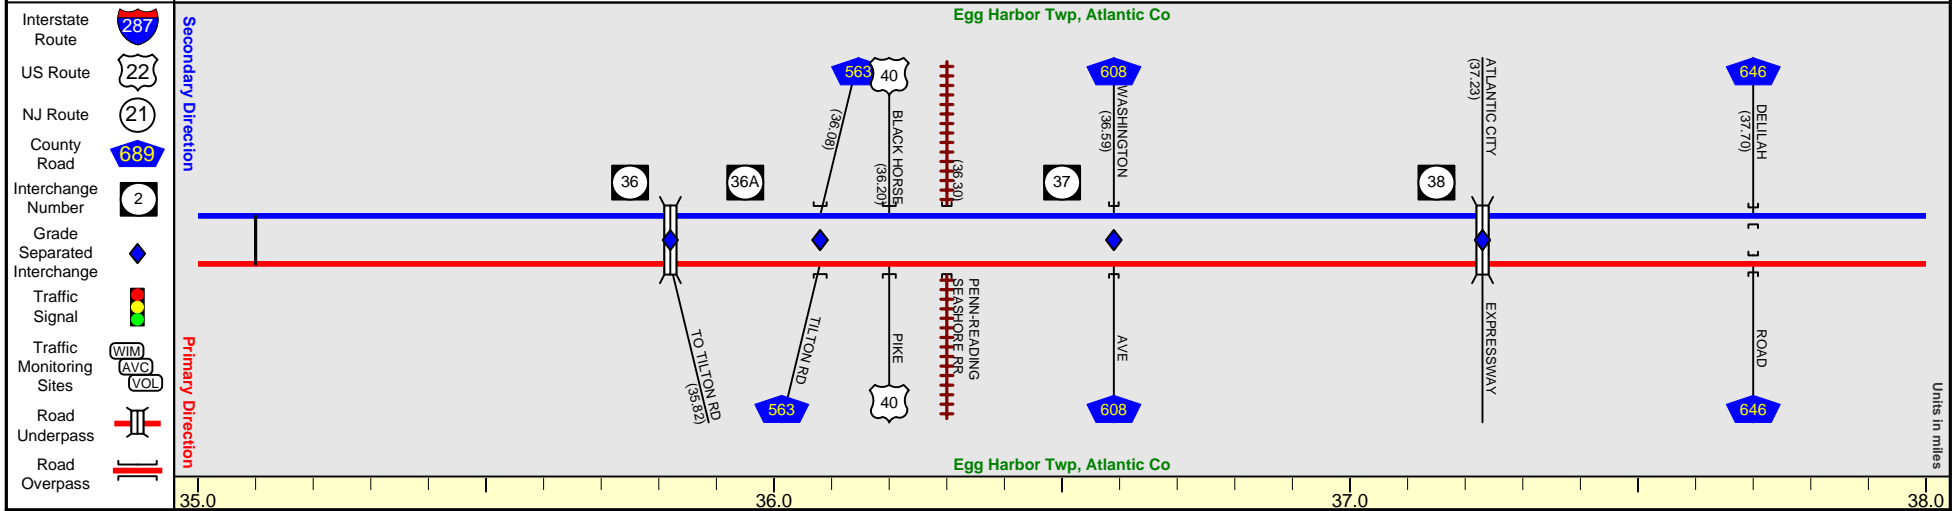 Interstate
Route
287
US Route
22
NJ Route
21
County
Road
689
Interchange
Number
2
Grade
Separated
Interchange
Traffic
Signal
Traffic
Monitoring
Sites
WIM
AVC
VOL
Road
Underpass
Road
Overpass
Secondary Direction
Primary Direction
Egg Harbor Twp, Atlantic Co
36
36A
563
(36.08)
40
BLACK HORSE
(36.20)
(36.30)
37
608
WASHINGTON
(36.59)
38
ATLANTIC CITY
(37.23)
646
DELILAH
(37.70)
TO TILTON RD
(35.82)
TILTON RD
563
PIKE
40
PENN-READING
SEASHORE RR
AVE
608
EXPRESSWAY
ROAD
646
Egg Harbor Twp, Atlantic Co
Units in miles
35.0
36.0
37.0
38.0